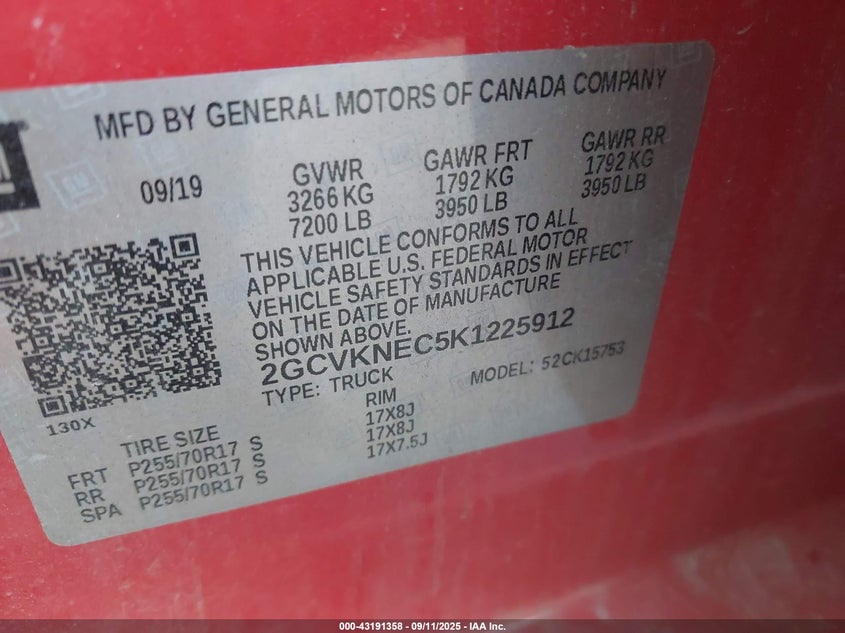 MFD BY GENERAL MOTORS OF CANADA COMPANY
09/19
GVWR
3266 KG
7200 LB
GAWR FRT
1792 KG
3950 LB
GAWR RR
1792 KG
3950 LB
THIS VEHICLE CONFORMS TO ALL
APPLICABLE U.S. FEDERAL MOTOR
VEHICLE SAFETY STANDARDS IN EFFECT
ON THE DATE OF MANUFACTURE
SHOWN ABOVE.
2GCVKNEC5K1225912
TYPE: TRUCK
MODEL: 52CK15753
130X
TIRE SIZE
RIM
FRT P255/70R17 S 17X8J
RR P255/70R17 S 17X8J
SPA P255/70R17 S 17X7.5J
000-43191358 - 09/11/2025 - IAA Inc.